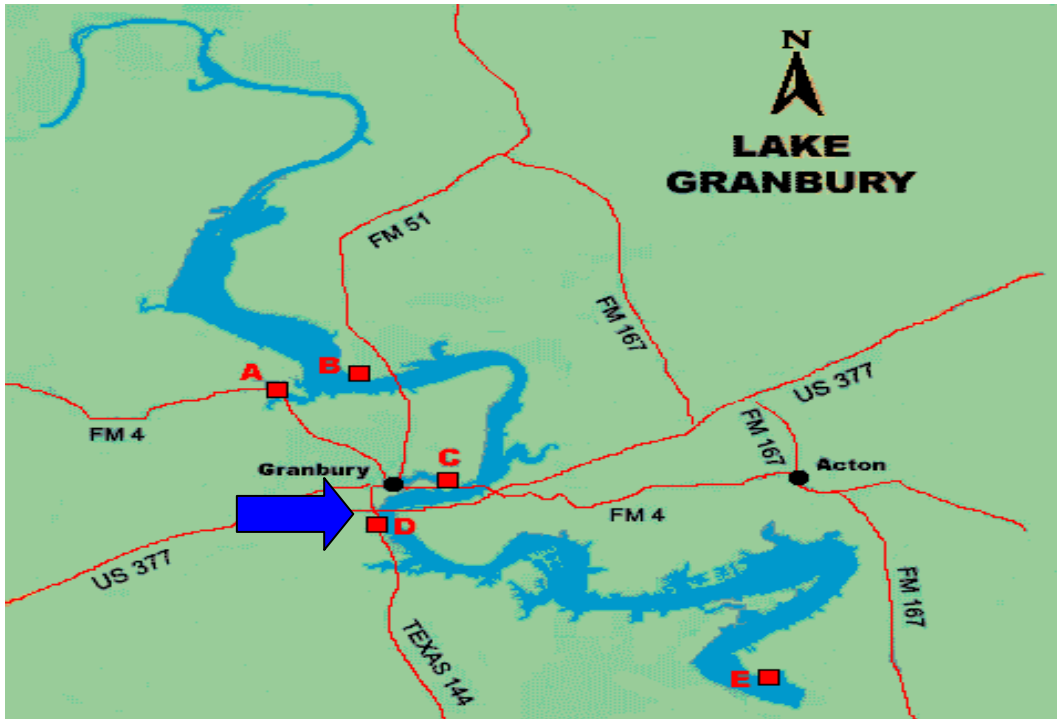 N
LAKE
GRANBURY
FM 51
FM 167
US 377
A
B
FM 4
FM 167
Granbury
C
Acton
D
FM 4
US 377
FM 167
TEXAS 144
E